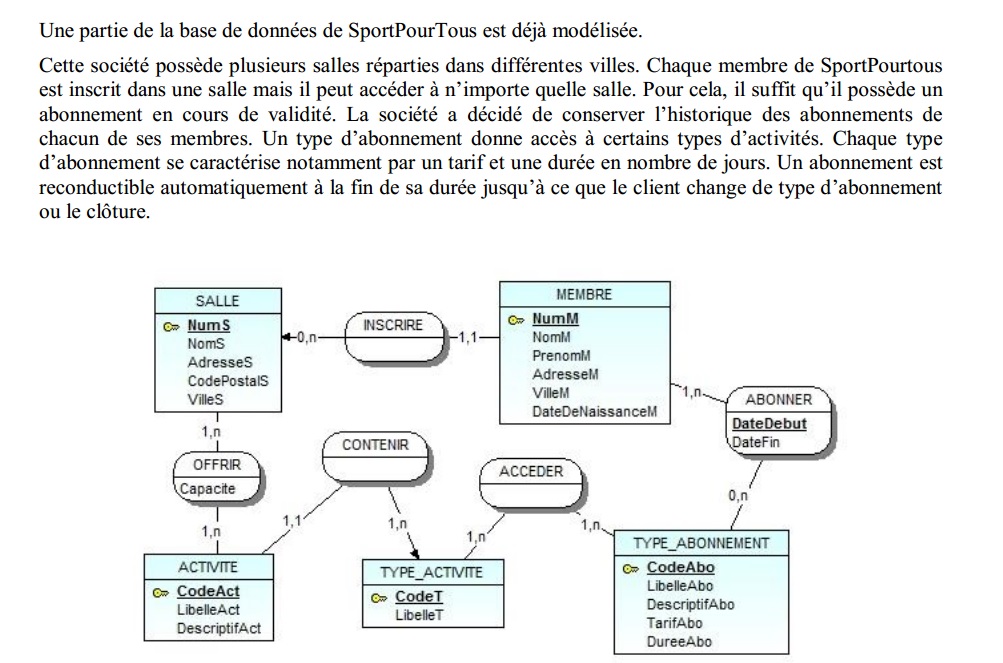 Une partie de la base de données de SportPourTous est déjà modélisée.
Cette société possède plusieurs salles réparties dans différentes villes. Chaque membre de SportPourtous
est inscrit dans une salle mais il peut accéder à n’importe quelle salle. Pour cela, il suffit qu’il possède un
abonnement en cours de validité. La société a décidé de conserver l’historique des abonnements de
chacun de ses membres. Un type d’abonnement donne accès à certains types d’activités. Chaque type
d’abonnement se caractérise notamment par un tarif et une durée en nombre de jours. Un abonnement est
reconductible automatiquement à la fin de sa durée jusqu’à ce que le client change de type d’abonnement
ou le clôture.
SALLE
NumS
NomS
AdresseS
CodePostalS
VilleS
0,n
INSCRIRE
1,1
MEMBRE
NumM
NomM
PrenomM
AdresseM
VilleM
DateDeNaissanceM
1,n
ABONNER
DateDebut
DateFin
0,n
1,n
OFFRIR
Capacite
1,n
CONTENIR
1,1
1,n
ACCEDER
1,n
1,n
ACTIVITE
CodeAct
LibelleAct
DescriptifAct
TYPE_ACTIVITE
CodeT
LibelleT
TYPE_ABONNEMENT
CodeAbo
LibelleAbo
DescriptifAbo
TarifAbo
DureeAbo